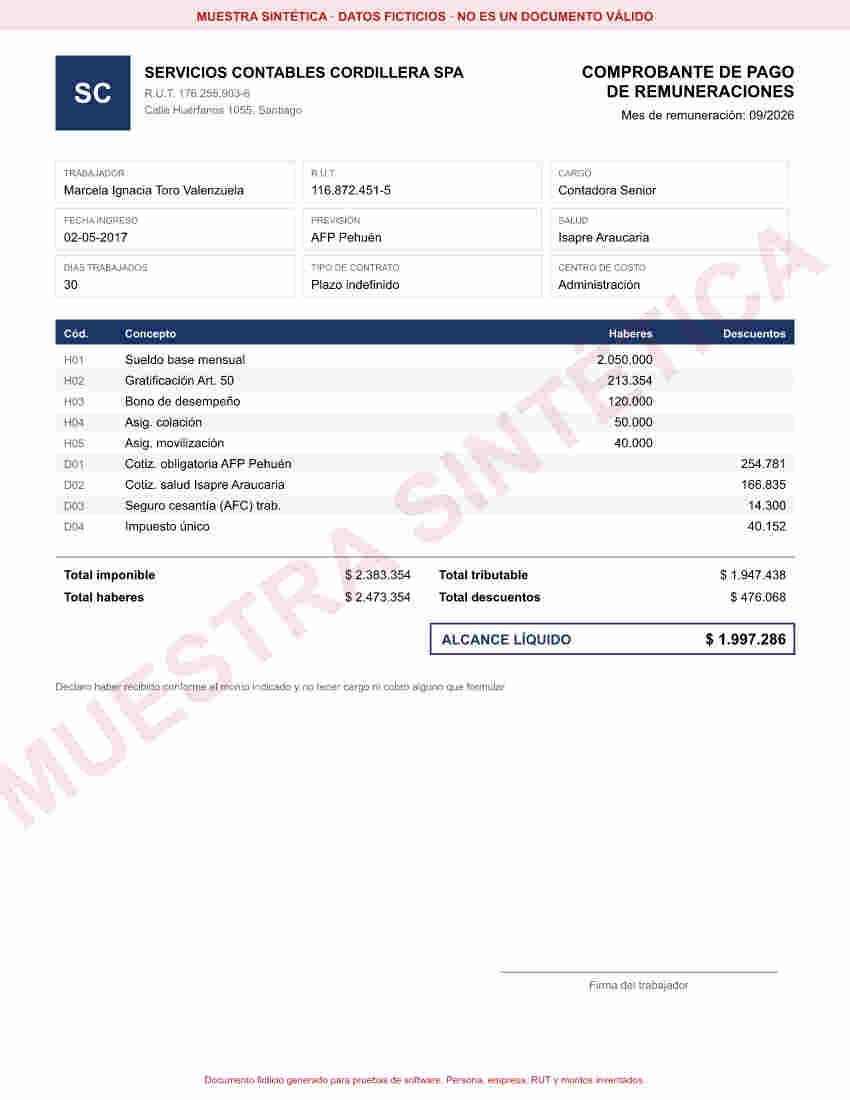 MUESTRA SINTÉTICA - DATOS FICTICIOS - NO ES UN DOCUMENTO VÁLIDO
SC
SERVICIOS CONTABLES CORDILLERA SPA
R.U.T. 176.255.903-6
Calle Huérfanos 1055, Santiago
COMPROBANTE DE PAGO
DE REMUNERACIONES
Mes de remuneración: 09/2026
TRABAJADOR R.U.T. CARGO
Marcela Ignacia Toro Valenzuela 116.872.451-5 Contadora Senior
FECHA INGRESO PREVISIÓN SALUD
02-05-2017 AFP Pehuén Isapre Araucaria
DIAS TRABAJADOS TIPO DE CONTRATO CENTRO DE COSTO
30 Plazo indefinido Administración
Cód. Concepto Haberes Descuentos
H01 Sueldo base mensual 2.050.000
H02 Gratificación Art. 50 213.354
H03 Bono de desempeño 120.000
H04 Asig. colación 50.000
H05 Asig. movilización 40.000
D01 Cotiz. obligatoria AFP Pehuén 254.781
D02 Cotiz. salud Isapre Araucaria 166.835
D03 Seguro cesantía (AFC) trab. 14.300
D04 Impuesto único 40.152
Total imponible $ 2.383.354 Total tributable $ 1.947.438
Total haberes $ 2.473.354 Total descuentos $ 476.068
ALCANCE LÍQUIDO $ 1.997.286
Declaro haber recibido conforme el monto indicado y no tener cargo ni cobro alguno que formular
MUESTRA SINTÉTICA
Firma del trabajador
Documento ficticio generado para pruebas de software. Persona, empresa, RUT y montos inventados.